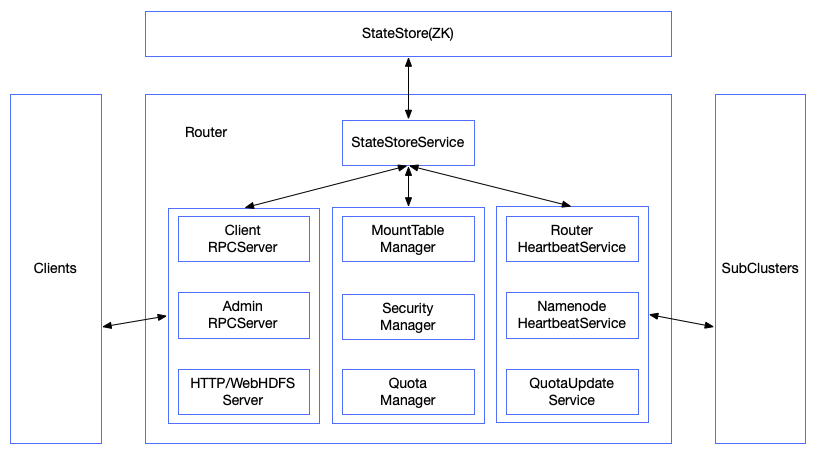 StateStore(ZK)
Router
StateStoreService
Clients
Client
RPCServer
Admin
RPCServer
HTTP/WebHDFS
Server
MountTable
Manager
Security
Manager
Quota
Manager
Router
HeartbeatService
Namenode
HeartbeatService
QuotaUpdate
Service
SubClusters